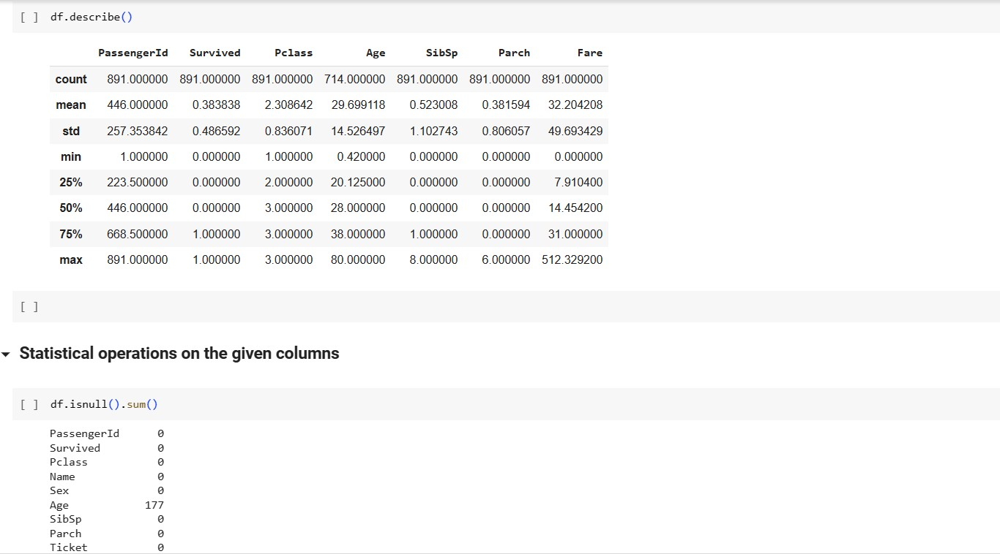 [ ] df.describe()
PassengerId Survived Pclass Age SibSp Parch Fare
count 891.000000 891.000000 891.000000 714.000000 891.000000 891.000000 891.000000
mean 446.000000 0.383838 2.308642 29.699118 0.523008 0.381594 32.204208
std 257.353842 0.486592 0.836071 14.526497 1.102743 0.806057 49.693429
min 1.000000 0.000000 1.000000 0.420000 0.000000 0.000000 0.000000
25% 223.500000 0.000000 2.000000 20.125000 0.000000 0.000000 7.910400
50% 446.000000 0.000000 3.000000 28.000000 0.000000 0.000000 14.454200
75% 668.500000 1.000000 3.000000 38.000000 1.000000 0.000000 31.000000
max 891.000000 1.000000 3.000000 80.000000 8.000000 6.000000 512.329200
[ ]
Statistical operations on the given columns
[ ] df.isnull().sum()
PassengerId 0
Survived 0
Pclass 0
Name 0
Sex 0
Age 177
SibSp 0
Parch 0
Ticket 0